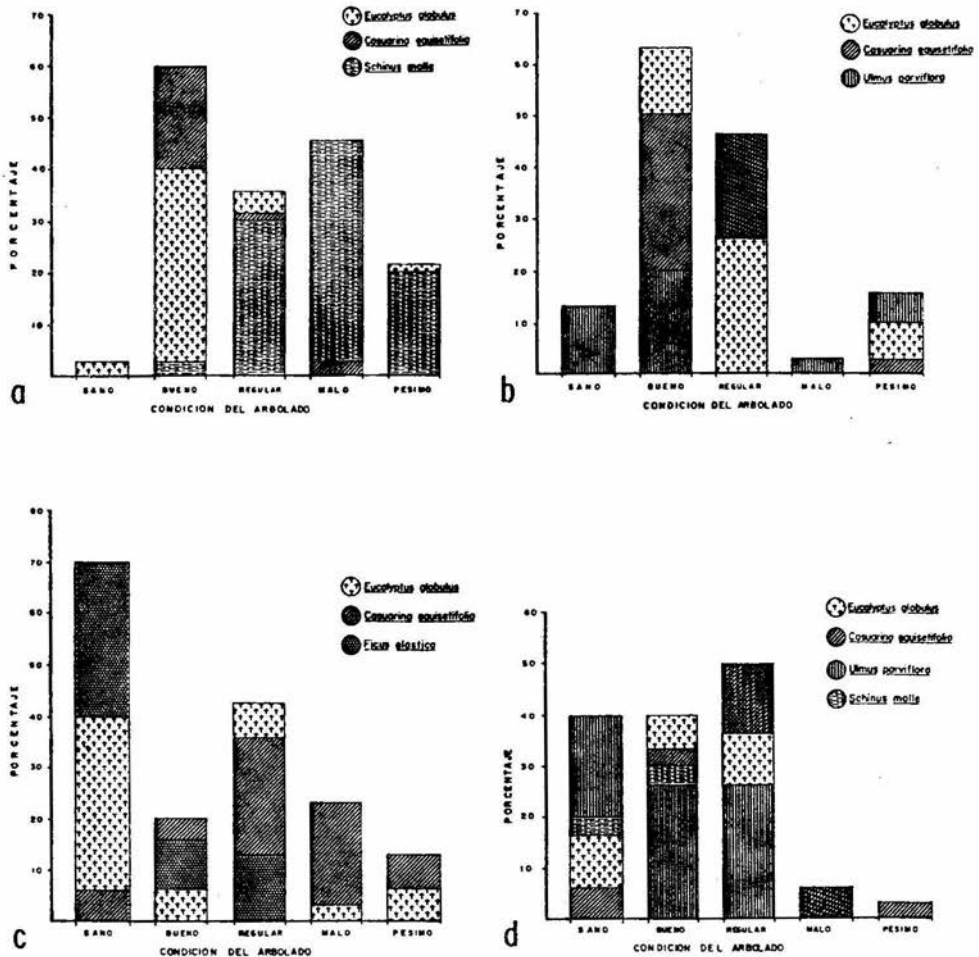 70
60
50
40
30
20
10
PORCENTAJE
Eucalyptus globulus
Casuarina equisetifolia
Schinus molle
SANO BUENO REGULAR MALO PESIMO
CONDICION DEL ARBOLADO
a
70
60
50
40
30
20
10
PORCENTAJE
Eucalyptus globulus
Casuarina equisetifolia
Ulmus parviflora
SANO BUENO REGULAR MALO PESIMO
CONDICION DEL ARBOLADO
b
80
70
60
50
40
30
20
10
PORCENTAJE
Eucalyptus globulus
Casuarina equisetifolia
Ficus elastica
SANO BUENO REGULAR MALO PESIMO
CONDICION DEL ARBOLADO
c
60
50
40
30
20
10
PORCENTAJE
Eucalyptus globulus
Casuarina equisetifolia
Ulmus parviflora
Schinus molle
SANO BUENO REGULAR MALO PESIMO
CONDICION DEL ARBOLADO
d